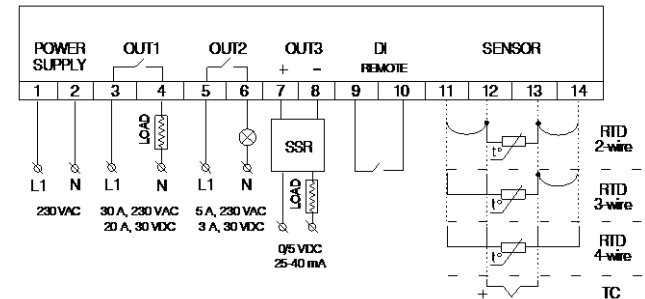 POWER SUPPLY OUT1 OUT2 OUT3 DI SENSOR
+ − REMOTE
1 2 3 4 5 6 7 8 9 10 11 12 13 14
LOAD
SSR
t°
RTD
2-wire
L1 N L1 N L1 N
LOAD
230 VAC 30 A, 230 VAC 5 A, 230 VAC
20 A, 30 VDC 3 A, 30 VDC
t°
RTD
3-wire
0/5 VDC
25-40 mA
t°
RTD
4-wire
+ TC